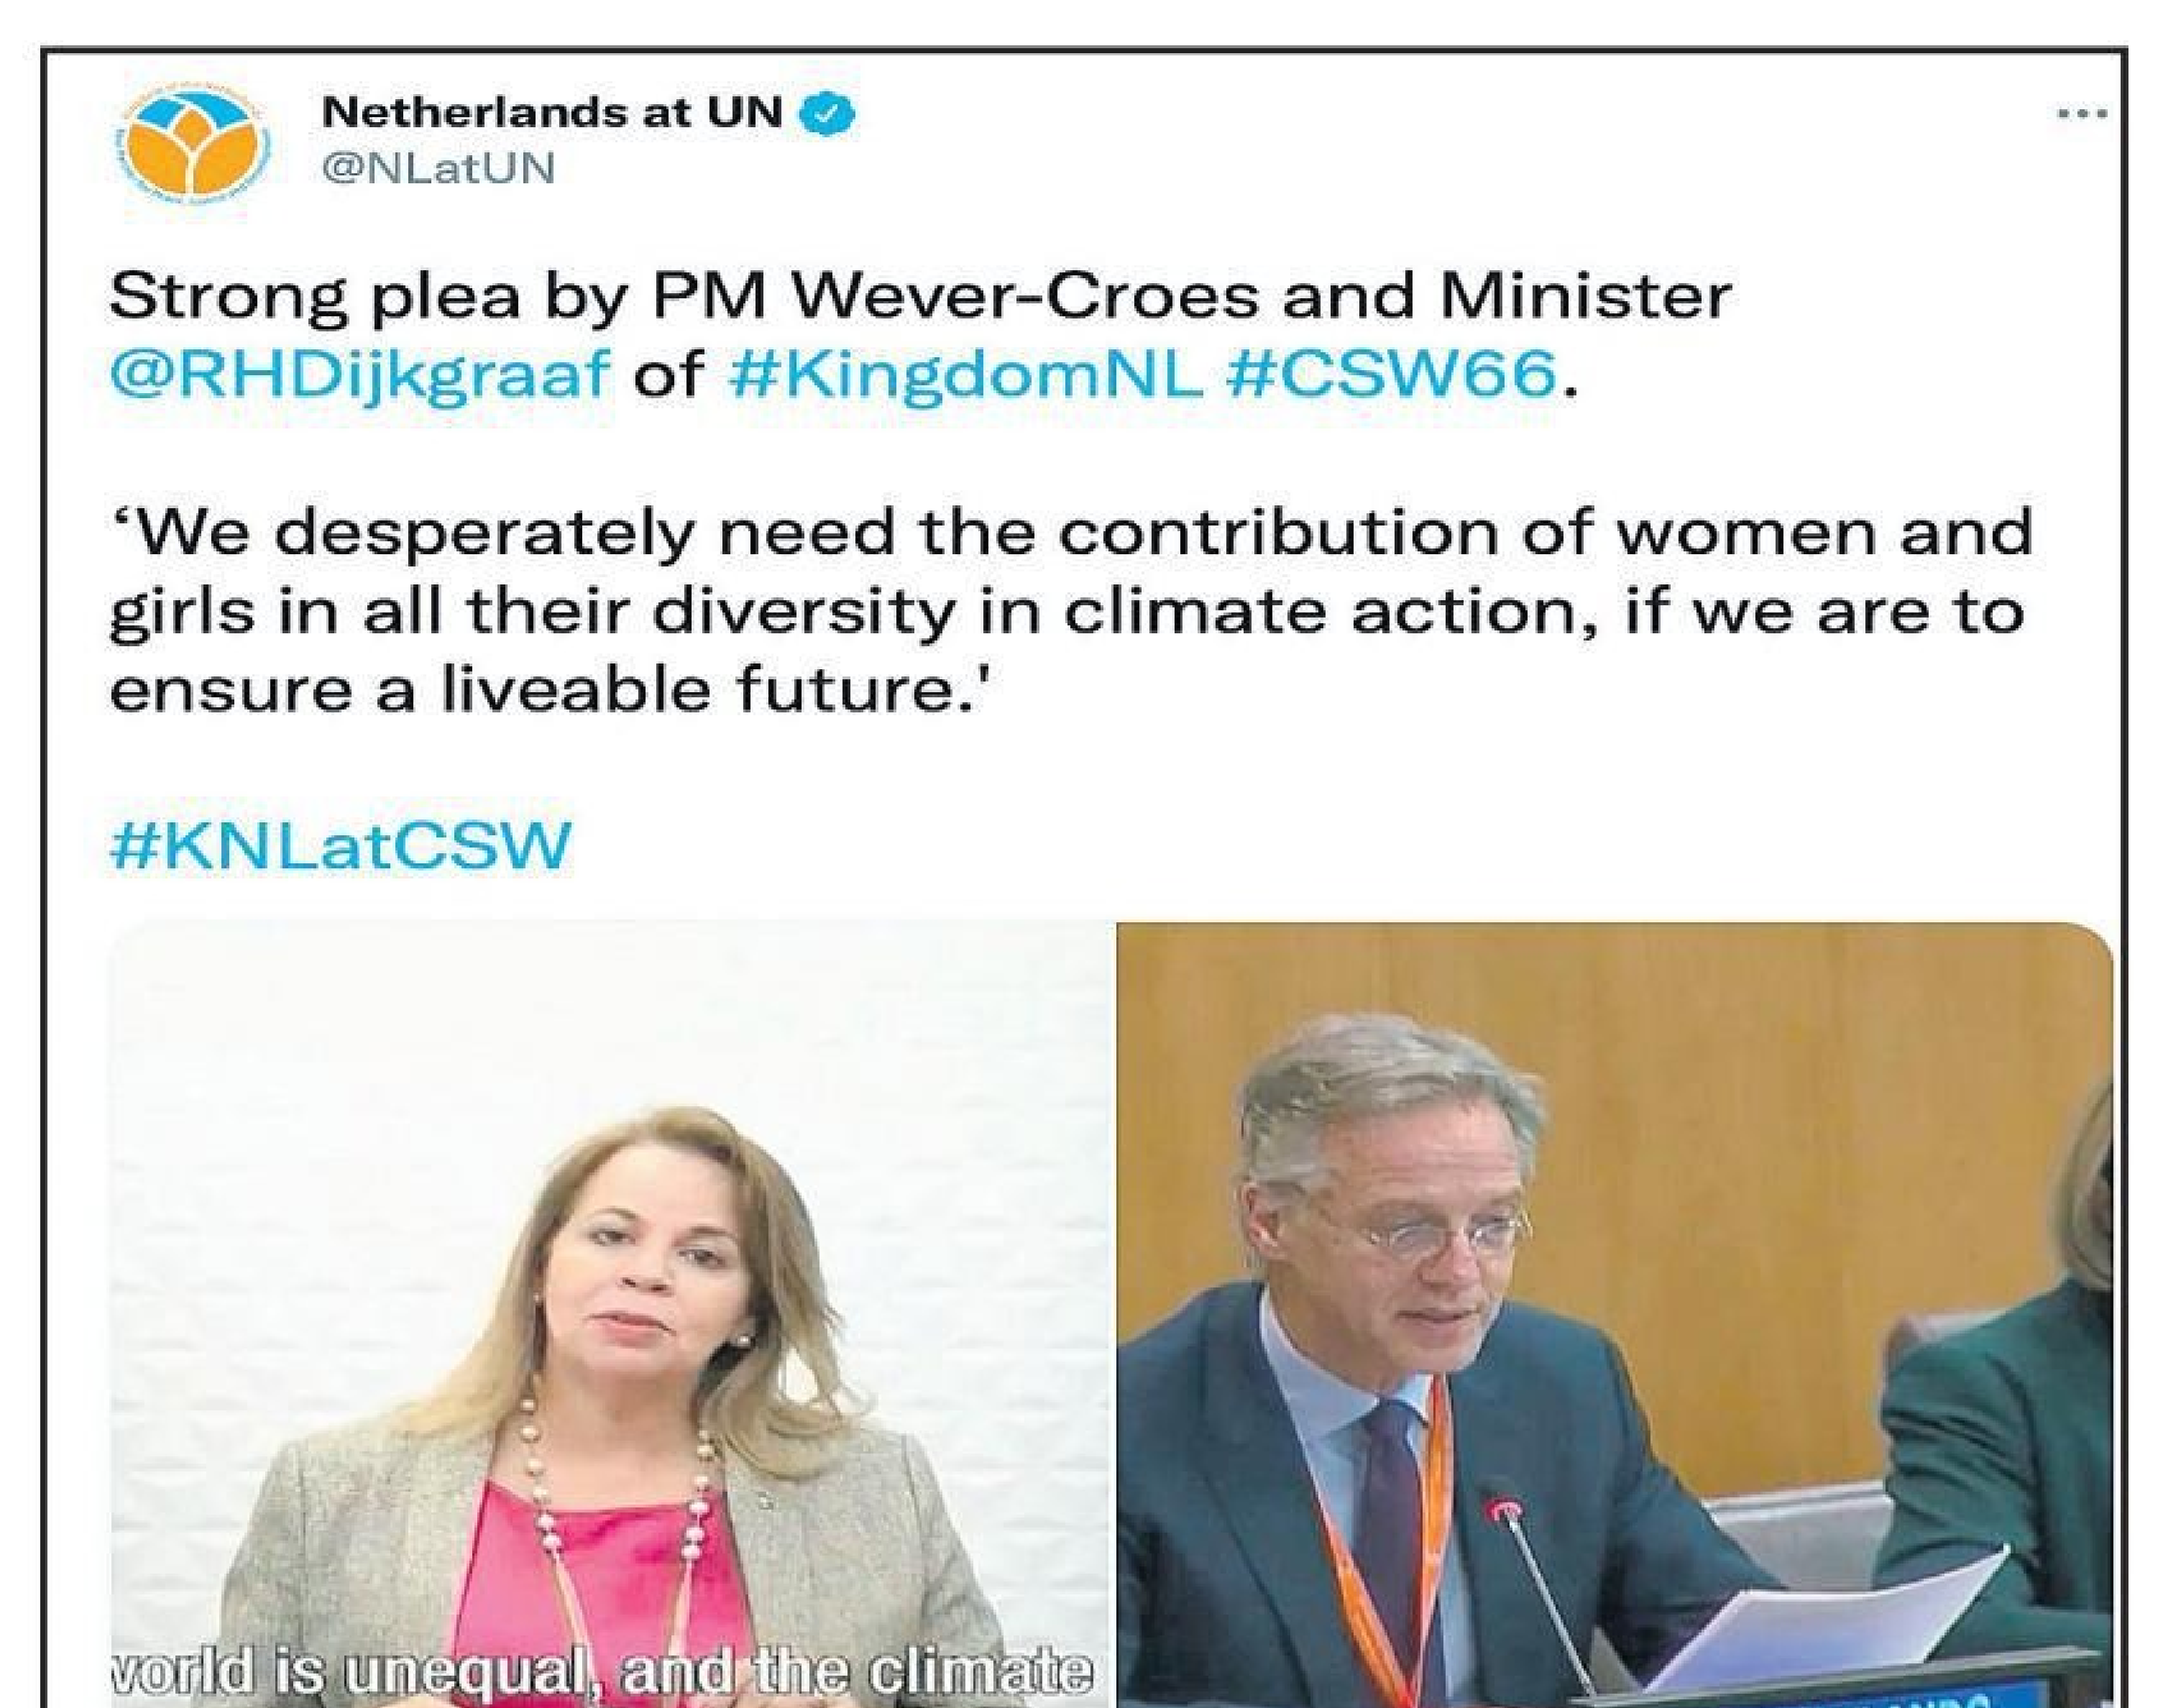 Netherlands at UN
@NLatUN
Strong plea by PM Wever-Croes and Minister
@RHDijkgraaf of #KingdomNL #CSW66.
‘We desperately need the contribution of women and
girls in all their diversity in climate action, if we are to
ensure a liveable future.'
#KNLatCSW
world is unequal, and the climate